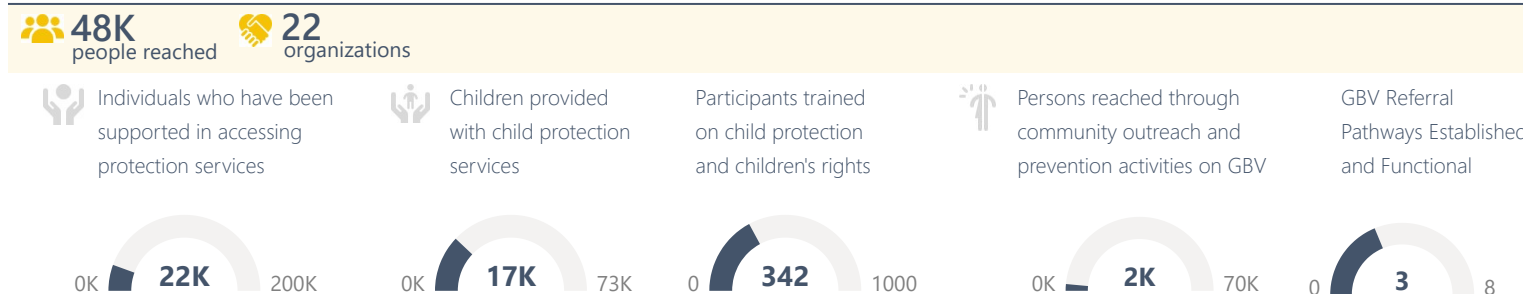 48K
people reached
22
organizations
Individuals who have been
supported in accessing
protection services
Children provided
with child protection
services
Participants trained
on child protection
and children's rights
Persons reached through
community outreach and
prevention activities on GBV
GBV Referral
Pathways Established
and Functional
0K 22K 200K
0K 17K 73K
0 342 1000
0K 2K 70K
0 3 8